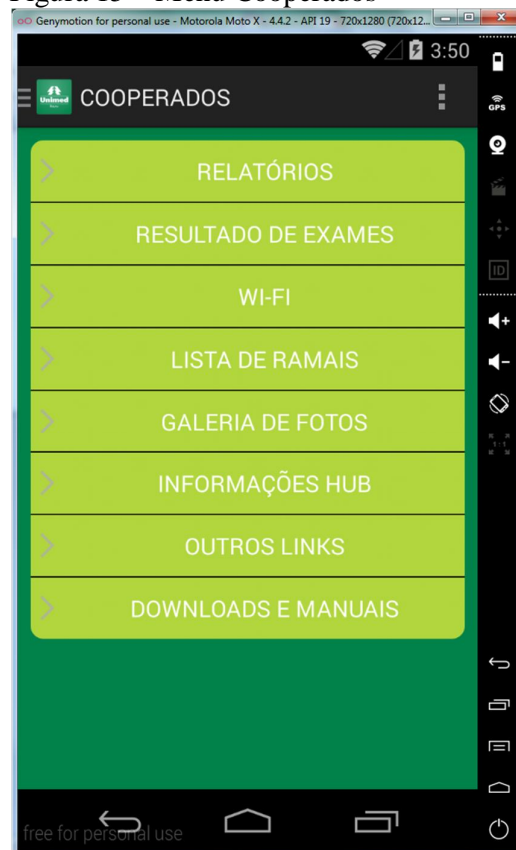 Figura 15 – Menu Cooperados
Genymotion for personal use - Motorola Moto X - 4.4.2 - API 19 - 720x1280 (720x12...
3:50
GPS
Unimed
COOPERADOS
RELATÓRIOS
RESULTADO DE EXAMES
ID
WI-FI
LISTA DE RAMAIS
GALERIA DE FOTOS
1:1
INFORMAÇÕES HUB
OUTROS LINKS
DOWNLOADS E MANUAIS
free for personal use